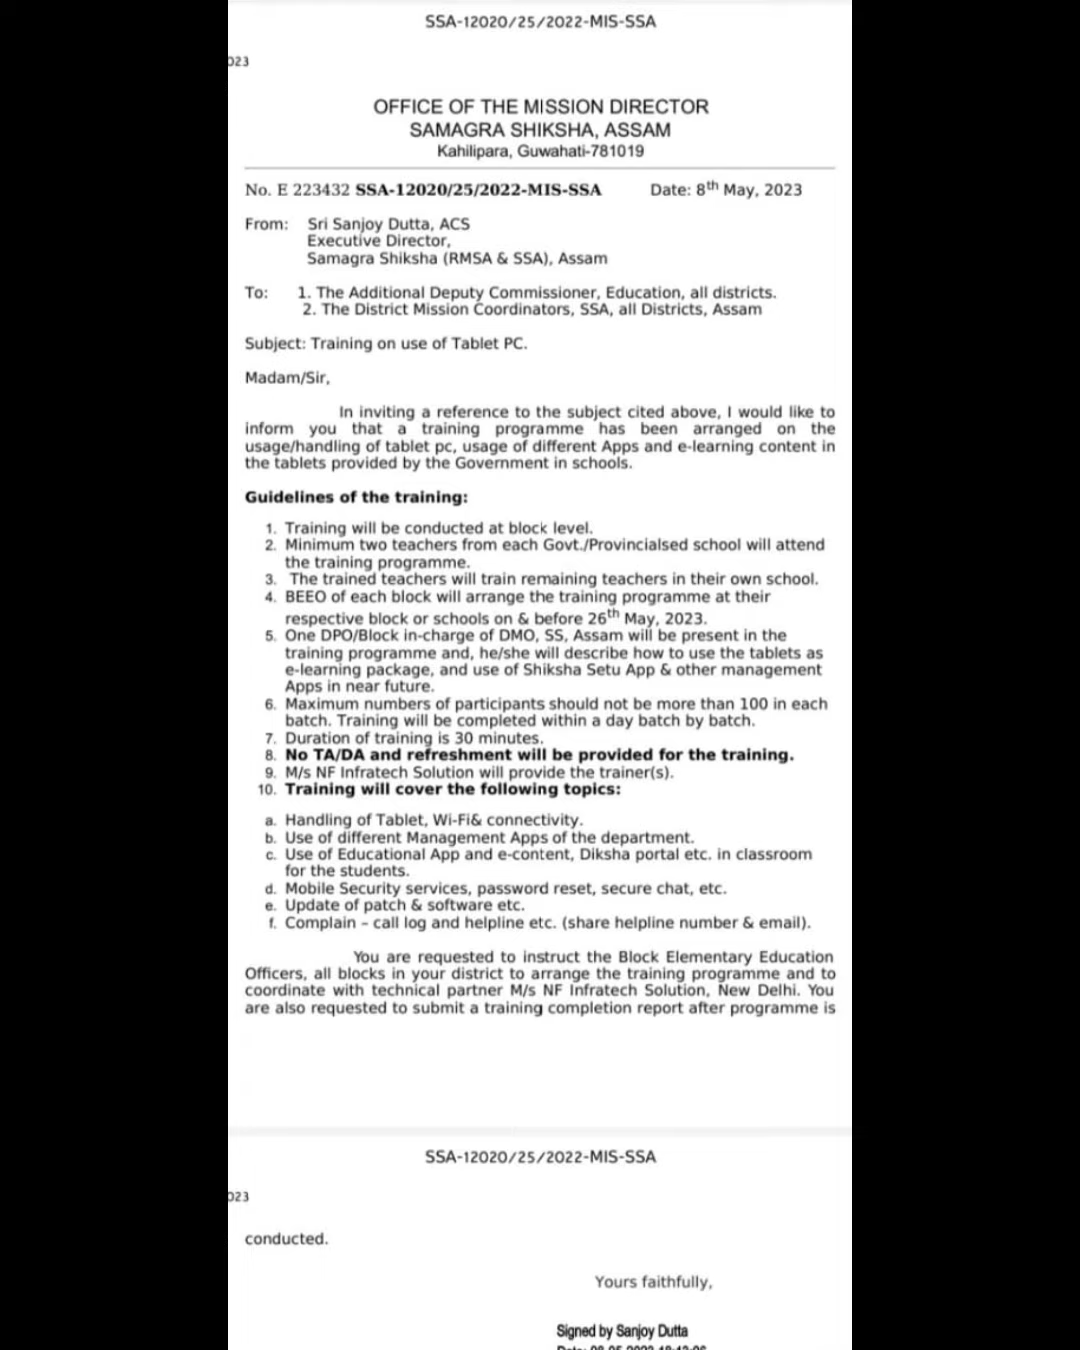 SSA-12020/25/2022-MIS-SSA
023
OFFICE OF THE MISSION DIRECTOR
SAMAGRA SHIKSHA, ASSAM
Kahilipara, Guwahati-781019
No. E 223432 SSA-12020/25/2022-MIS-SSA Date: 8th May, 2023
From: Sri Sanjoy Dutta, ACS
Executive Director,
Samagra Shiksha (RMSA & SSA), Assam
To: 1. The Additional Deputy Commissioner, Education, all districts.
2. The District Mission Coordinators, SSA, all Districts, Assam
Subject: Training on use of Tablet PC.
Madam/Sir,
In inviting a reference to the subject cited above, I would like to
inform you that a training programme has been arranged on the
usage/handling of tablet pc, usage of different Apps and e-learning content in
the tablets provided by the Government in schools.
Guidelines of the training:
1. Training will be conducted at block level.
2. Minimum two teachers from each Govt./Provincialsed school will attend
the training programme.
3. The trained teachers will train remaining teachers in their own school.
4. BEEO of each block will arrange the training programme at their
respective block or schools on & before 26th May, 2023.
5. One DPO/Block in-charge of DMO, SS, Assam will be present in the
training programme and, he/she will describe how to use the tablets as
e-learning package, and use of Shiksha Setu App & other management
Apps in near future.
6. Maximum numbers of participants should not be more than 100 in each
batch. Training will be completed within a day batch by batch.
7. Duration of training is 30 minutes.
8. No TA/DA and refreshment will be provided for the training.
9. M/s NF Infratech Solution will provide the trainer(s).
10. Training will cover the following topics:
a. Handling of Tablet, Wi-Fi& connectivity.
b. Use of different Management Apps of the department.
c. Use of Educational App and e-content, Diksha portal etc. in classroom
for the students.
d. Mobile Security services, password reset, secure chat, etc.
e. Update of patch & software etc.
f. Complain – call log and helpline etc. (share helpline number & email).
You are requested to instruct the Block Elementary Education
Officers, all blocks in your district to arrange the training programme and to
coordinate with technical partner M/s NF Infratech Solution, New Delhi. You
are also requested to submit a training completion report after programme is
SSA-12020/25/2022-MIS-SSA
023
conducted.
Yours faithfully,
Signed by Sanjoy Dutta